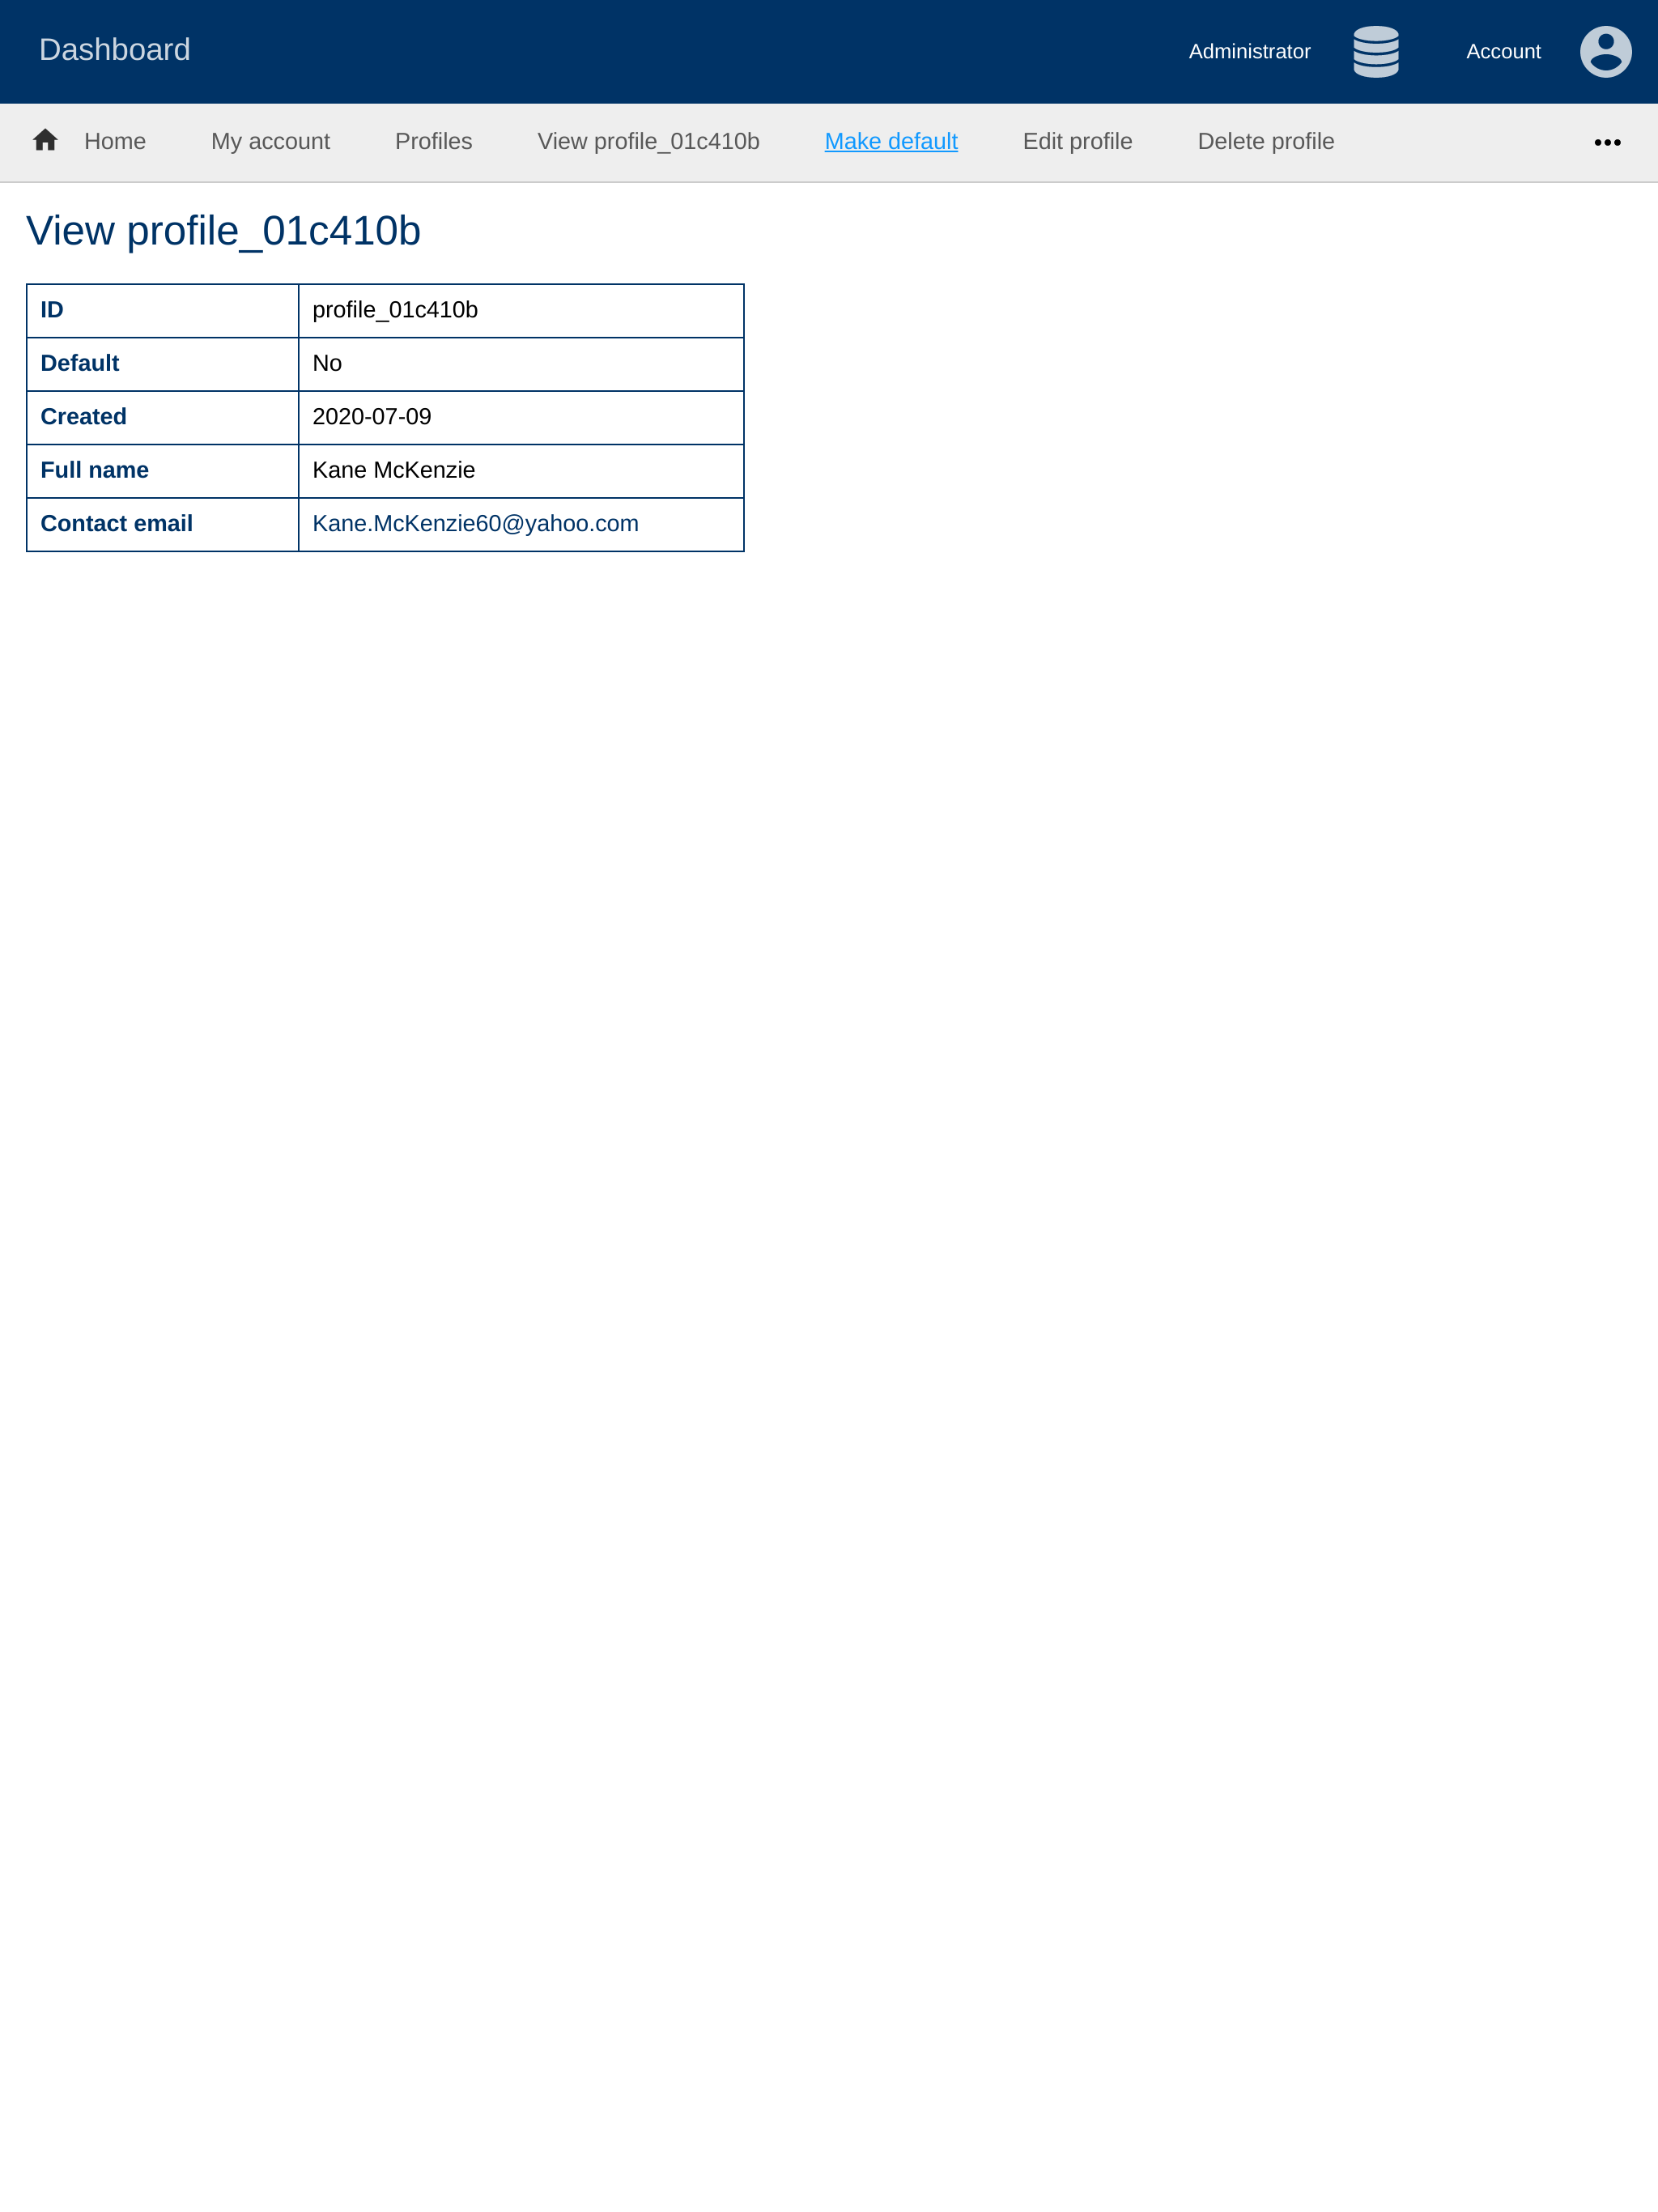 Dashboard
Administrator
Account
Home
My account
Profiles
View profile_01c410b
Make default
Edit profile
Delete profile
View profile_01c410b
ID profile_01c410b
Default No
Created 2020-07-09
Full name Kane McKenzie
Contact email Kane.McKenzie60@yahoo.com